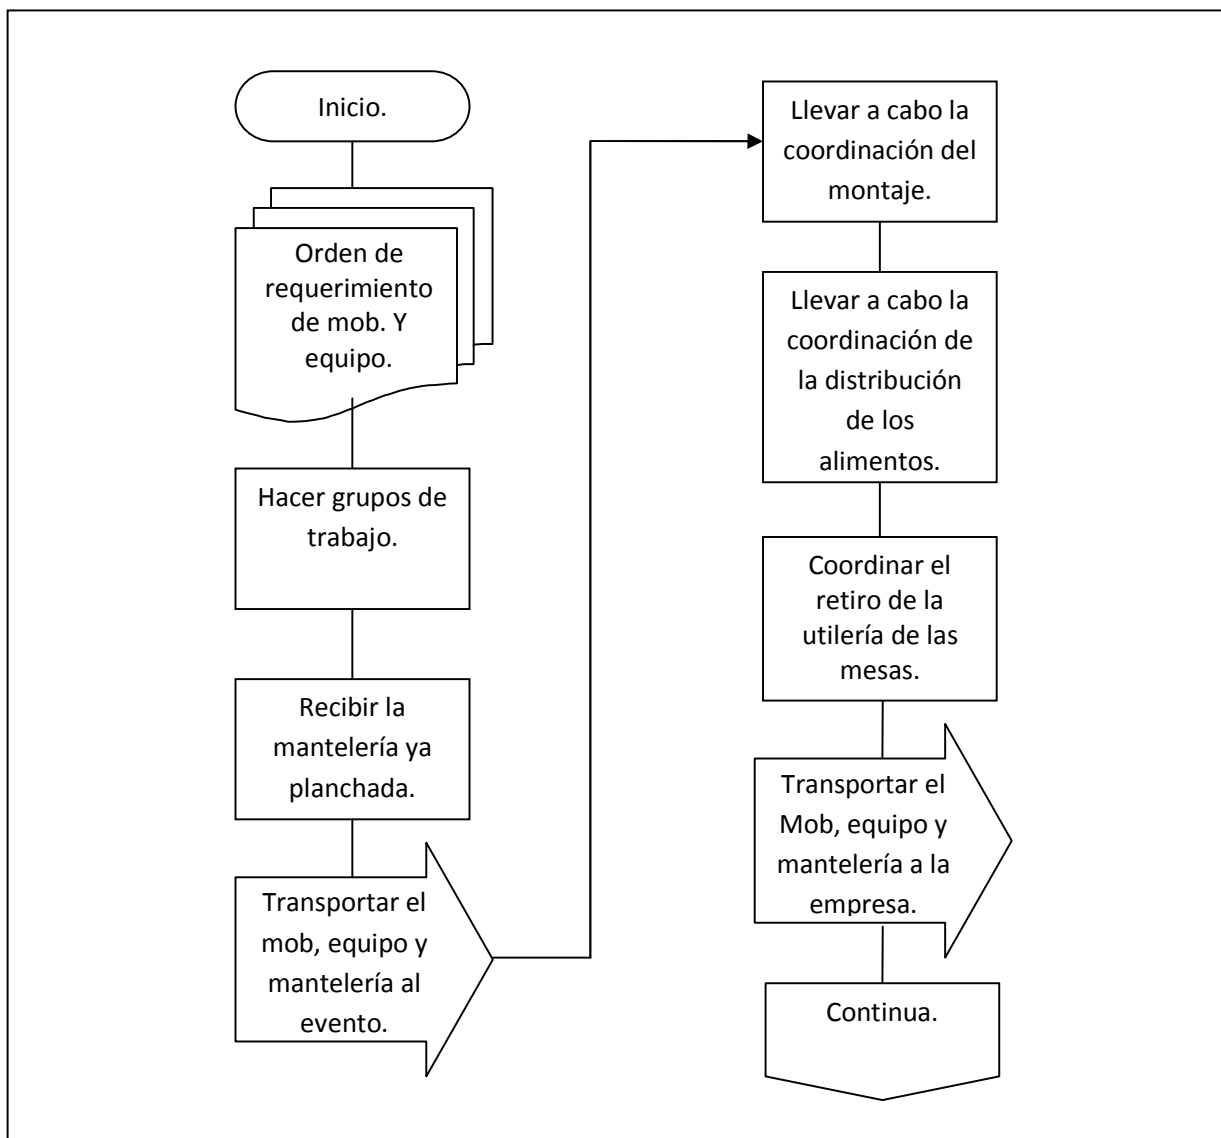 Inicio.
Orden de
requerimiento
de mob. Y
equipo.
Hacer grupos de
trabajo.
Recibir la
mantelería ya
planchada.
Transportar el
mob, equipo y
mantelería al
evento.
Llevar a cabo la
coordinación del
montaje.
Llevar a cabo la
coordinación de
la distribución
de los
alimentos.
Coordinar el
retiro de la
utilería de las
mesas.
Transportar el
Mob, equipo y
mantelería a la
empresa.
Continua.